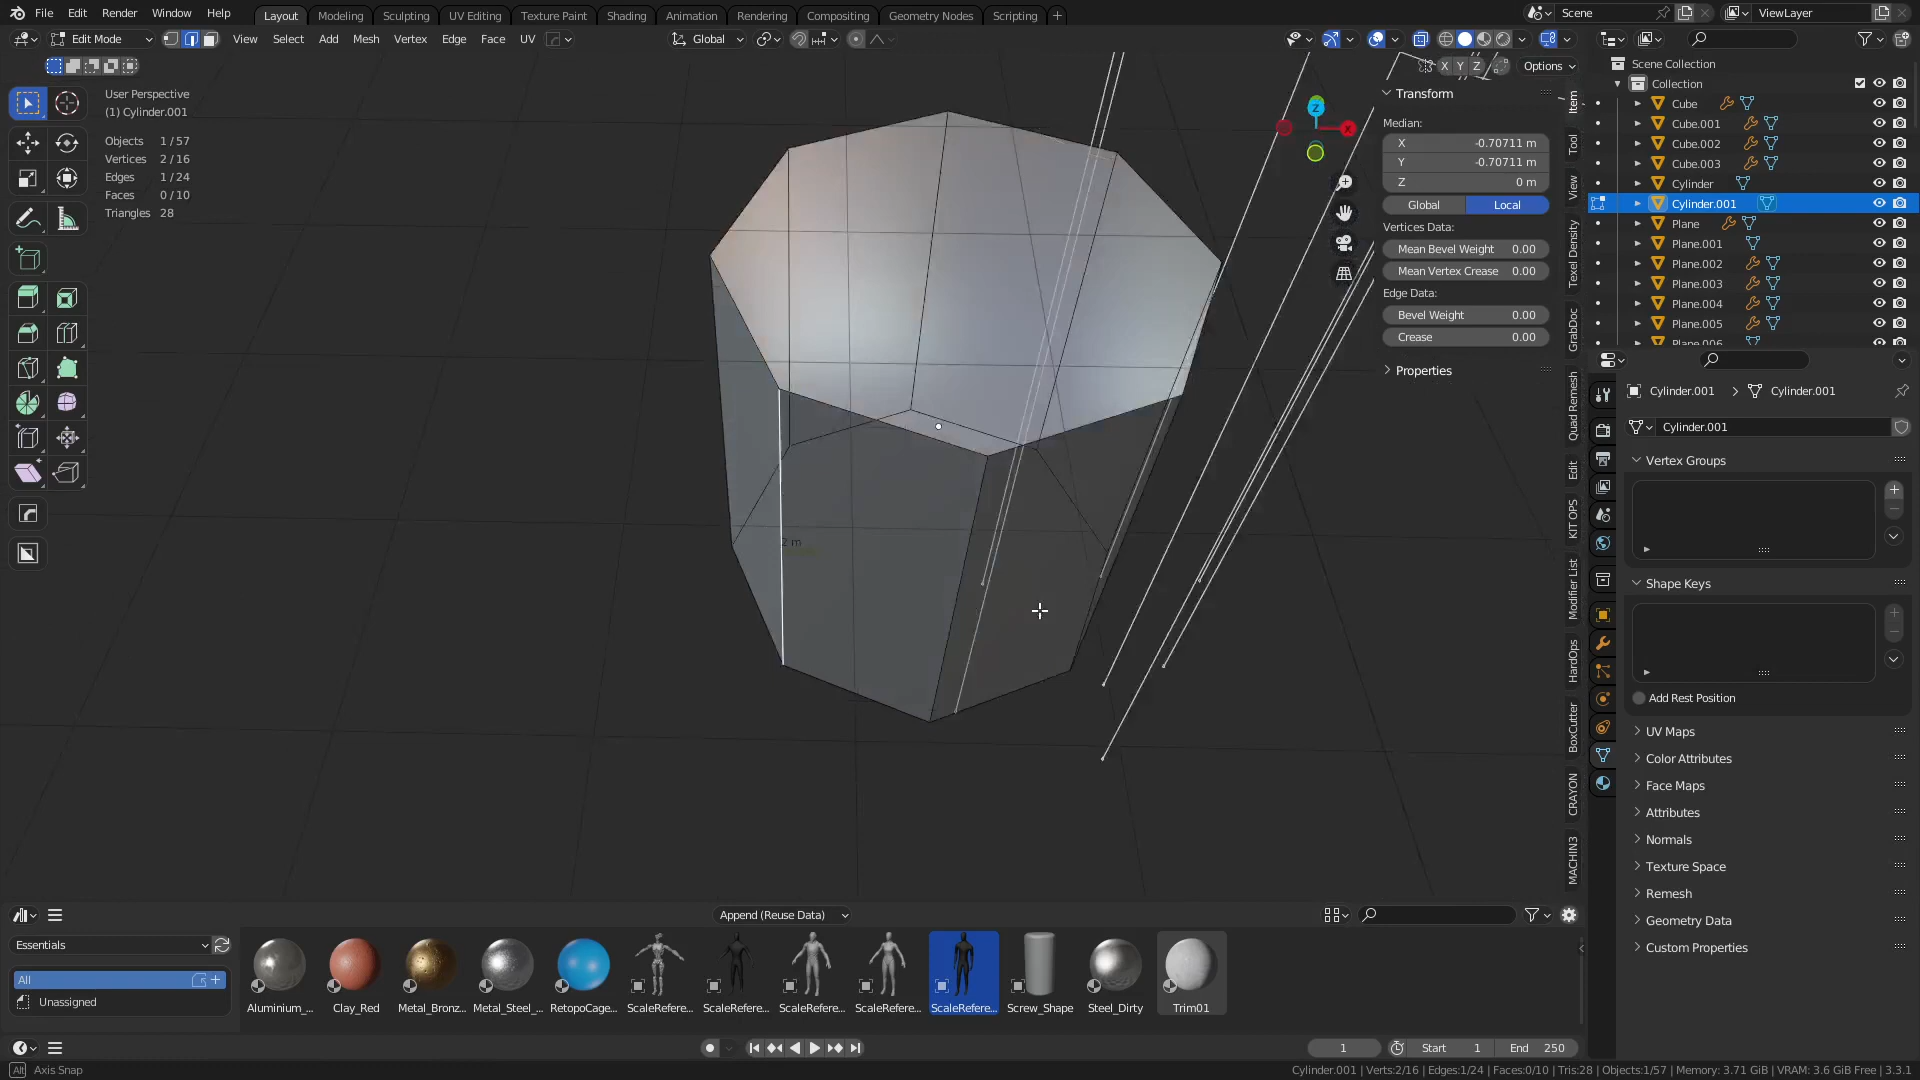 File Edit Render Window Help Layout Modeling Sculpting UV Editing Texture Paint Shading Animation Rendering Compositing Geometry Nodes Scripting + Scene ViewLayer
Edit Mode View Select Add Mesh Vertex Edge Face UV Global
X Y Z Options
User Perspective
(1) Cylinder.001
Objects 1/57
Vertices 2/16
Edges 1/24
Faces 0/10
Triangles 28
2 m
Z
X
Transform
Median:
X -0.70711 m
Y -0.70711 m
Z 0 m
Global Local
Vertices Data:
Mean Bevel Weight 0.00
Mean Vertex Crease 0.00
Edge Data:
Bevel Weight 0.00
Crease 0.00
Properties
Item
Tool
View
Texel Density
GrabDoc
Quad Remesh
Edit
KIT OPS
Modifier List
HardOps
BoxCutter
CRAYON
MACHIN3
Scene Collection
Collection
Cube
Cube.001
Cube.002
Cube.003
Cylinder
Cylinder.001
Plane
Plane.001
Plane.002
Plane.003
Plane.004
Plane.005
Plane.006
Cylinder.001 > Cylinder.001
Cylinder.001
Vertex Groups
Shape Keys
Add Rest Position
UV Maps
Color Attributes
Face Maps
Attributes
Normals
Texture Space
Remesh
Geometry Data
Custom Properties
Append (Reuse Data)
Essentials
All
Unassigned
Aluminium_... Clay_Red Metal_Bronz... Metal_Steel_... RetopoCage... ScaleRefere... ScaleRefere... ScaleRefere... ScaleRefere... ScaleRefere... Screw_Shape Steel_Dirty Trim01
1 Start 1 End 250
Alt Axis Snap
Cylinder.001 | Verts:2/16 | Edges:1/24 | Faces:0/10 | Tris:28 | Objects:1/57 | Memory: 3.71 GiB | VRAM: 3.6 GiB Free | 3.3.1